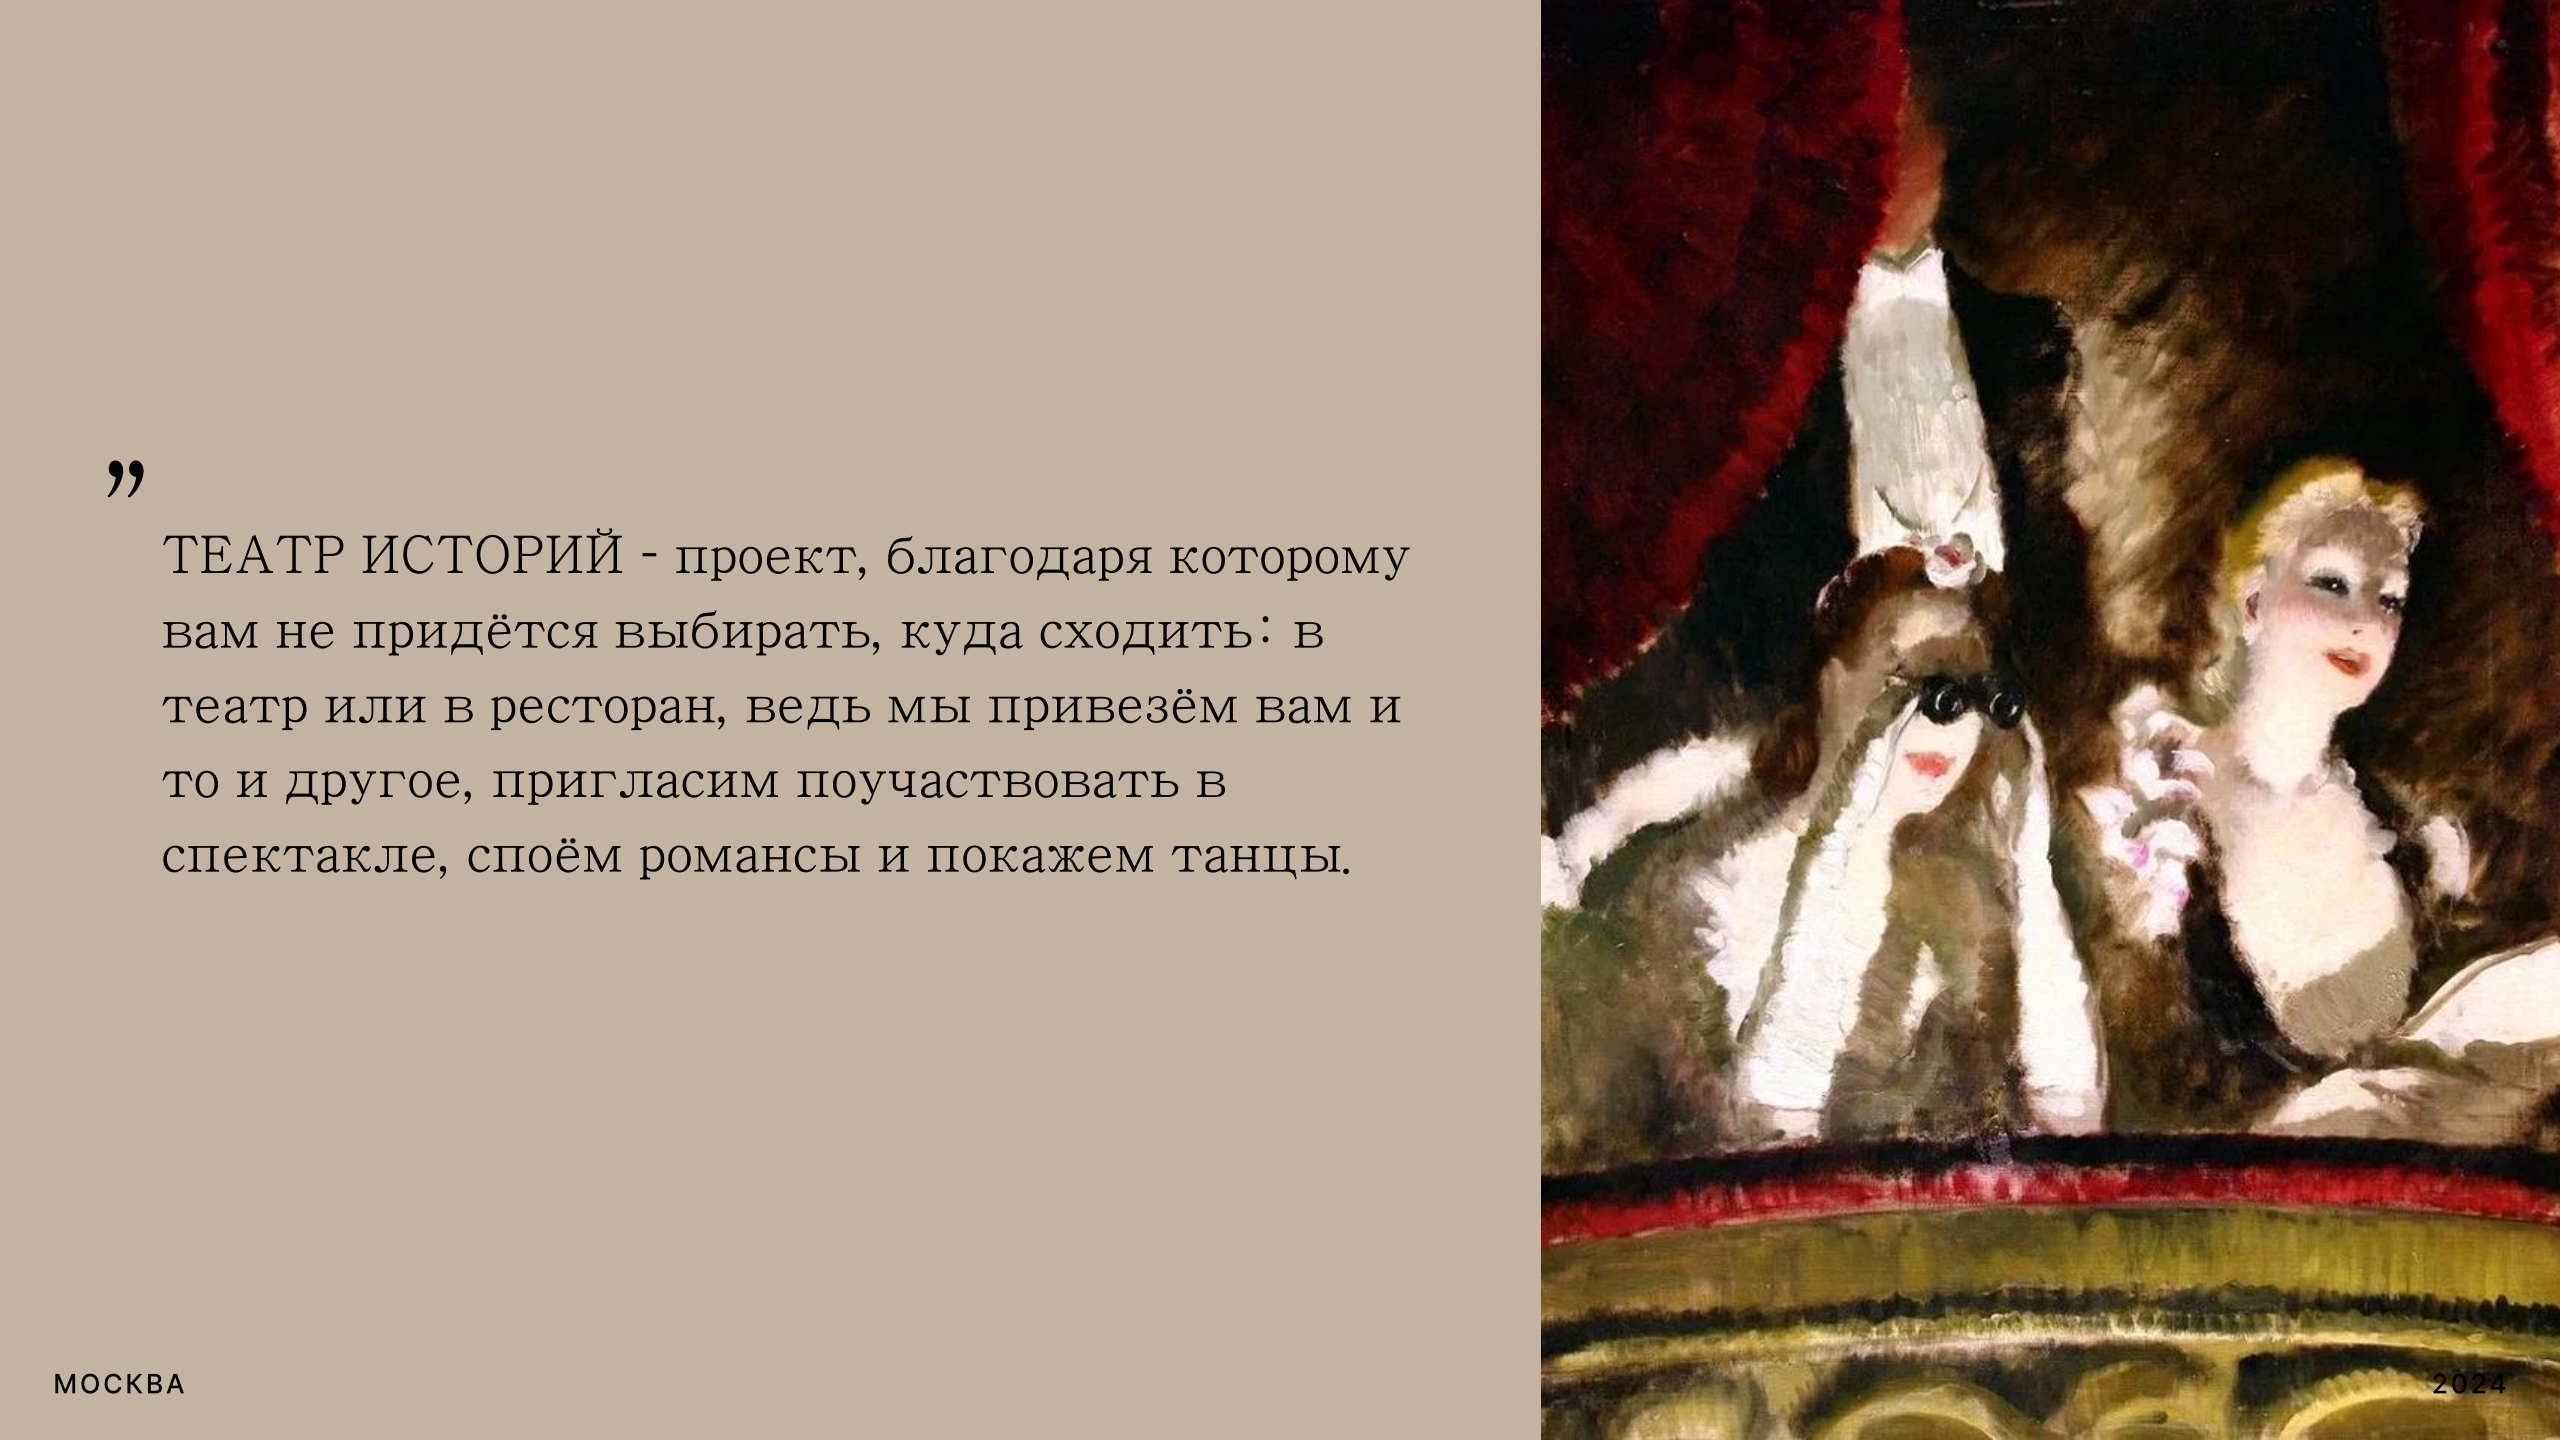 ”
ТЕАТР ИСТОРИЙ - проект, благодаря которому
вам не придётся выбирать, куда сходить: в
театр или в ресторан, ведь мы привезём вам и
то и другое, пригласим поучаствовать в
спектакле, споём романсы и покажем танцы.
МОСКВА
2024